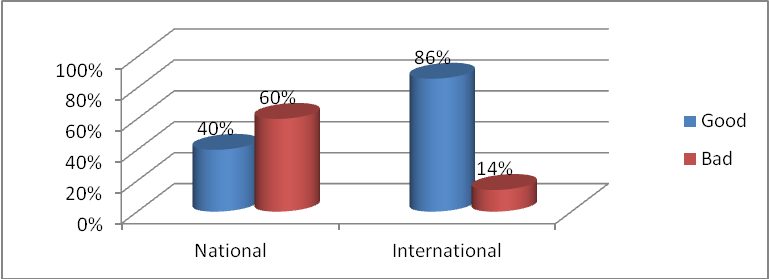 86%
100%
80%
60%
60%
40%
40%
20%
14%
0%
National
International
Good
Bad